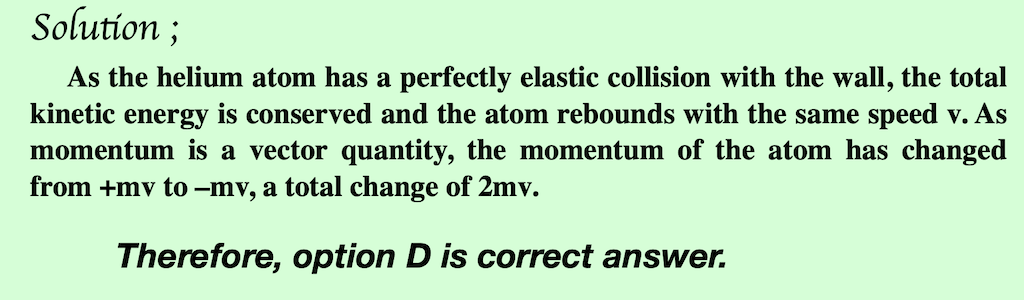 Solution ;
As the helium atom has a perfectly elastic collision with the wall, the total
kinetic energy is conserved and the atom rebounds with the same speed v. As
momentum is a vector quantity, the momentum of the atom has changed
from +mv to –mv, a total change of 2mv.
Therefore, option D is correct answer.